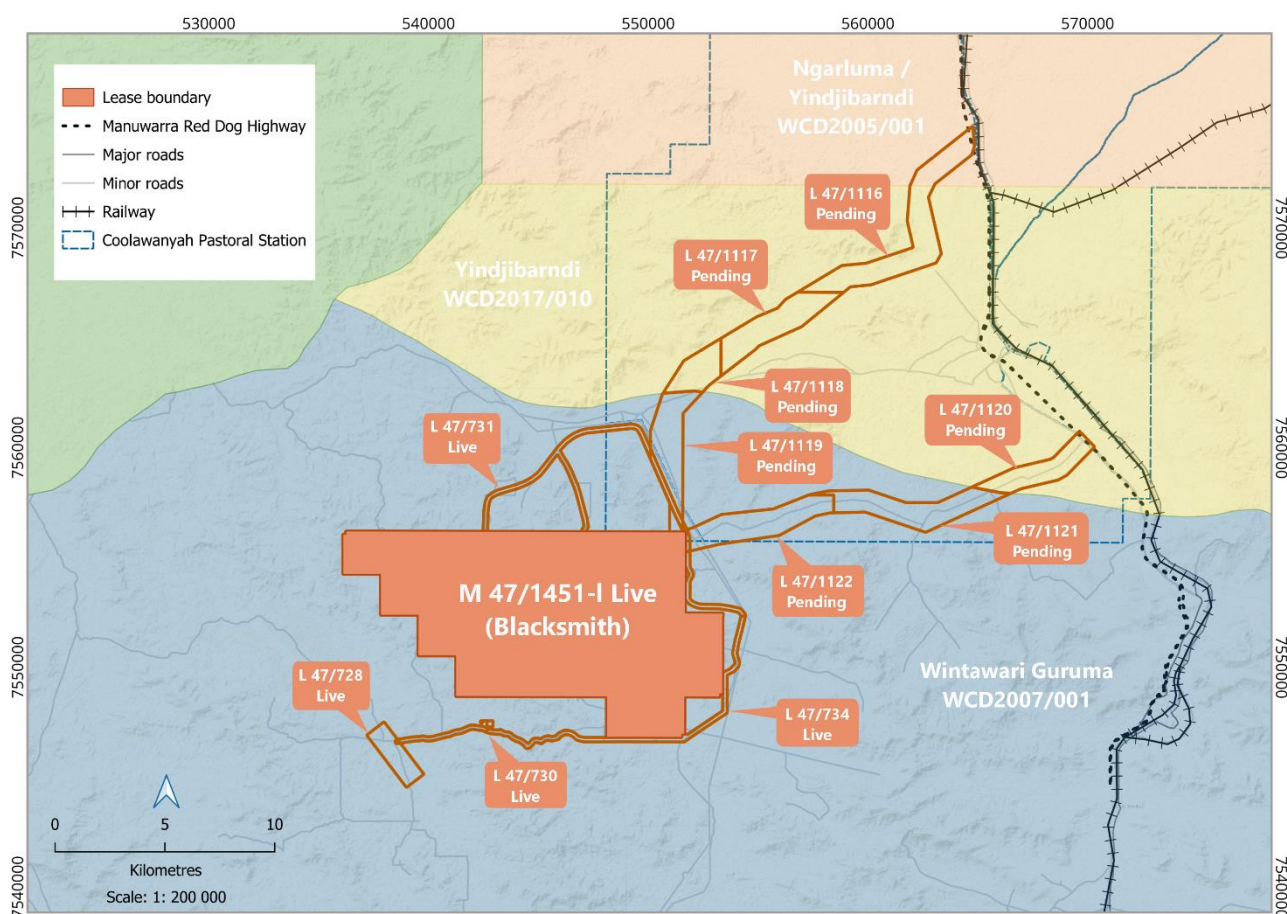 530000
540000
550000
560000
570000
Lease boundary
Manuwarra Red Dog Highway
Major roads
Minor roads
Railway
Coolawanyah Pastoral Station
Ngarluma /
Yindjibarndi
WCD2005/001
7570000
7570000
L 47/1116
Pending
L 47/1117
Pending
Yindjibarndi
WCD2017/010
L 47/1118
Pending
L 47/1120
Pending
L 47/731
Live
7560000
7560000
L 47/1119
Pending
L 47/1121
Pending
L 47/1122
Pending
M 47/1451-l Live
(Blacksmith)
7550000
7550000
Wintawari Guruma
WCD2007/001
L 47/728
Live
L 47/734
Live
L 47/730
Live
0
5
10
Kilometres
Scale: 1: 200 000
7540000
7540000